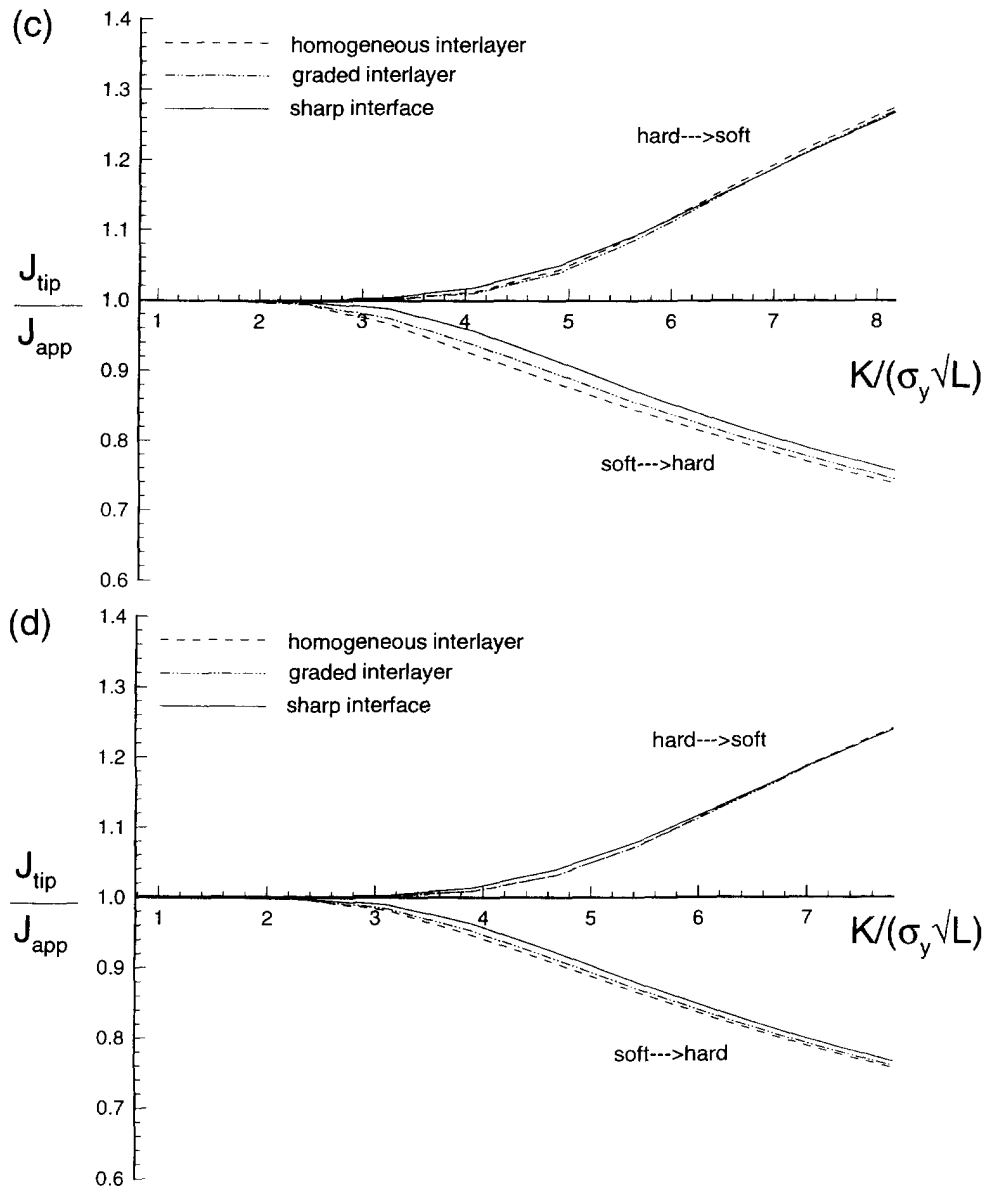 (c)
1.4
homogeneous interlayer
graded interlayer
1.3
sharp interface
hard--->soft
1.2
1.1
J_tip
J_app
1.0
1 2 3 4 5 6 7 8
0.9
K/(σ_y√L)
0.8
soft--->hard
0.7
0.6
(d)
1.4
homogeneous interlayer
graded interlayer
1.3
sharp interface
hard--->soft
1.2
1.1
J_tip
J_app
1.0
1 2 3 4 5 6 7
K/(σ_y√L)
0.9
0.8
soft--->hard
0.7
0.6